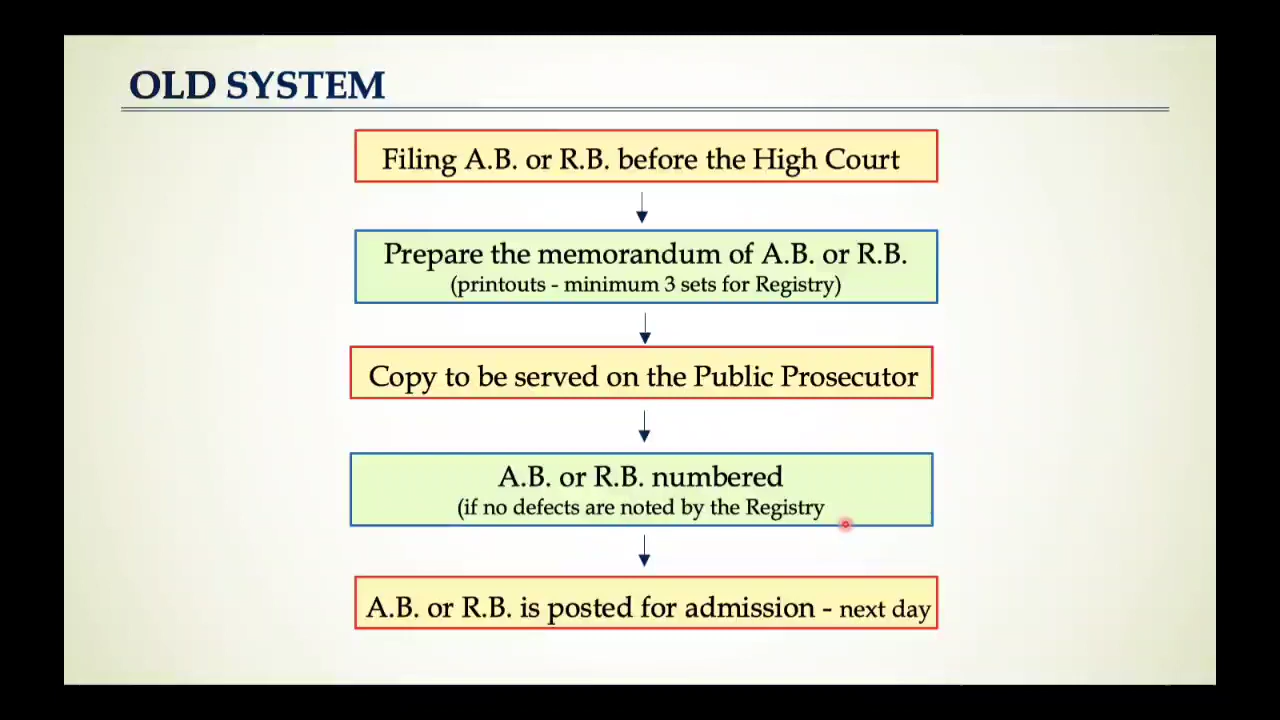 OLD SYSTEM
Filing A.B. or R.B. before the High Court
Prepare the memorandum of A.B. or R.B.
(printouts - minimum 3 sets for Registry)
Copy to be served on the Public Prosecutor
A.B. or R.B. numbered
(if no defects are noted by the Registry
A.B. or R.B. is posted for admission - next day